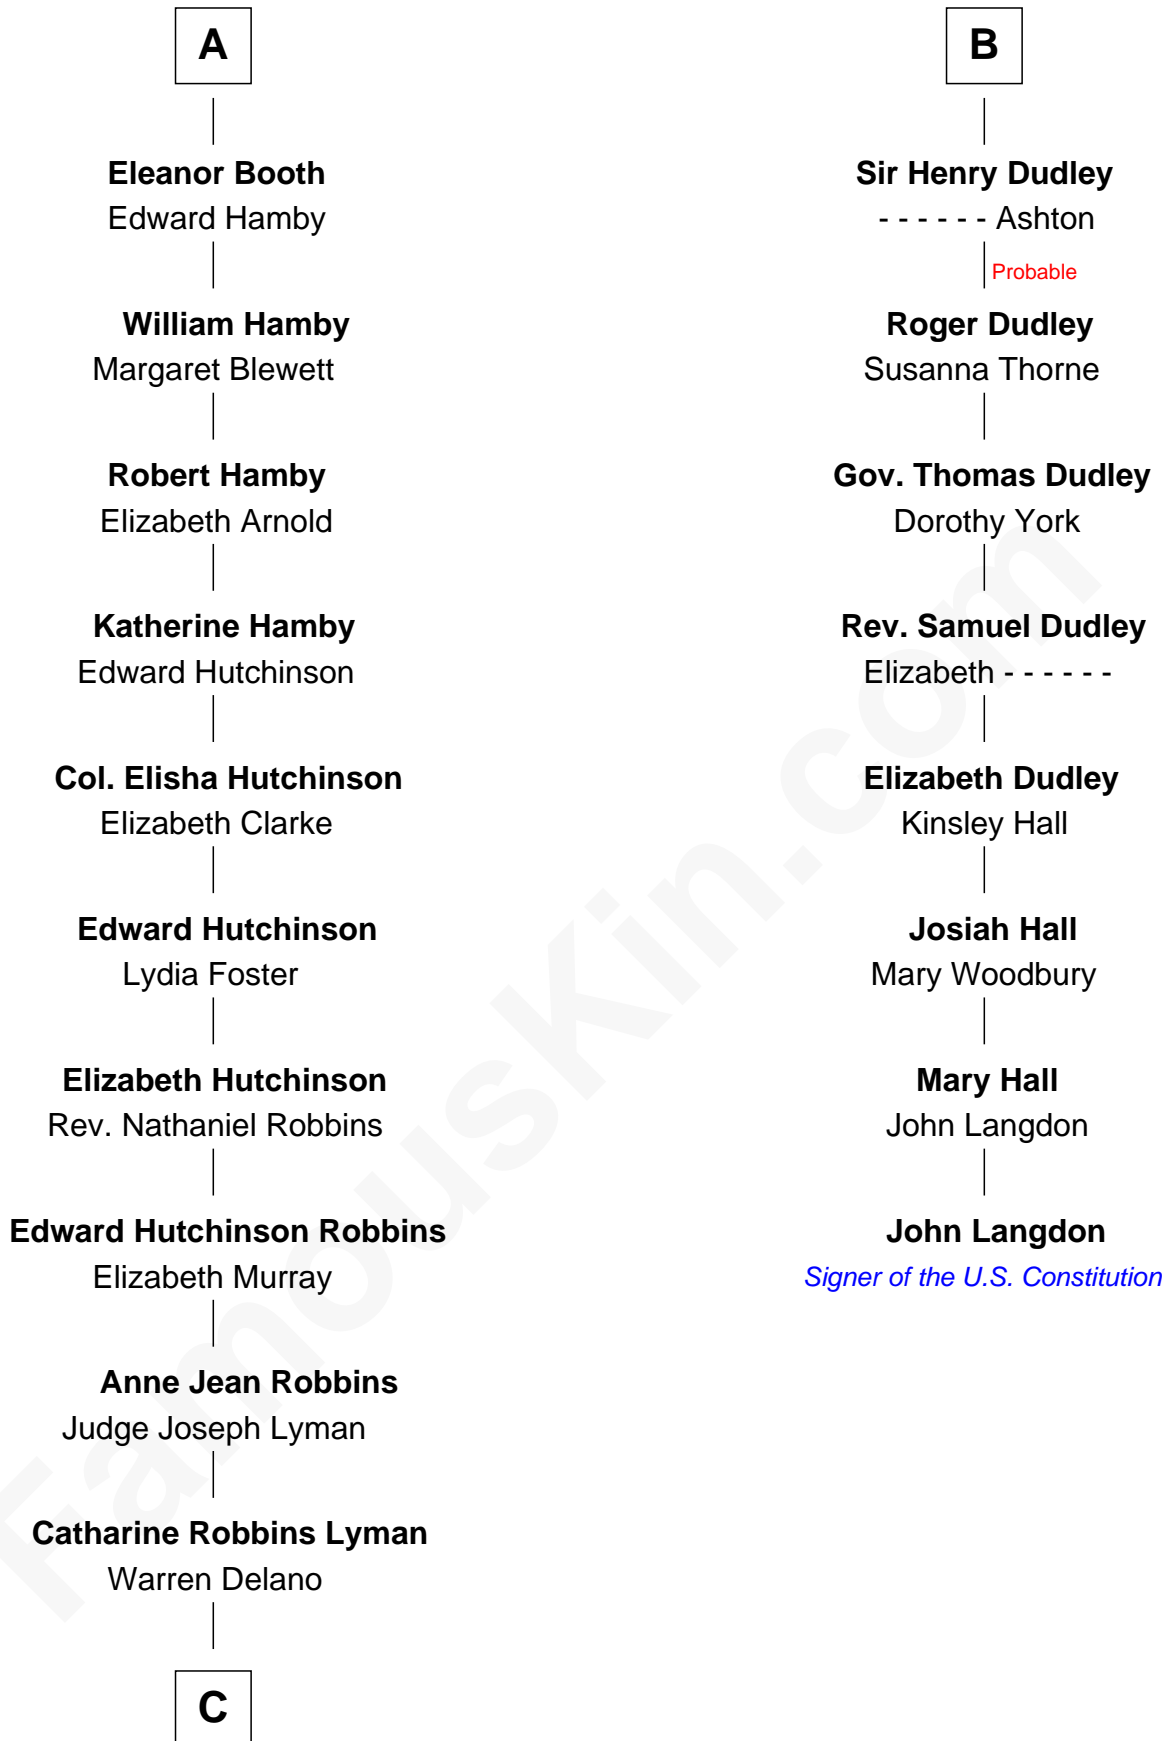 A
Eleanor Booth
Edward Hamby
William Hamby
Margaret Blewett
Robert Hamby
Elizabeth Arnold
Katherine Hamby
Edward Hutchinson
Col. Elisha Hutchinson
Elizabeth Clarke
Edward Hutchinson
Lydia Foster
Elizabeth Hutchinson
Rev. Nathaniel Robbins
Edward Hutchinson Robbins
Elizabeth Murray
Anne Jean Robbins
Judge Joseph Lyman
Catharine Robbins Lyman
Warren Delano
C
B
Sir Henry Dudley
- - - - - - Ashton
Probable
Roger Dudley
Susanna Thorne
Gov. Thomas Dudley
Dorothy York
Rev. Samuel Dudley
Elizabeth - - - - - -
Elizabeth Dudley
Kinsley Hall
Josiah Hall
Mary Woodbury
Mary Hall
John Langdon
John Langdon
Signer of the U.S. Constitution
FamousKin.com